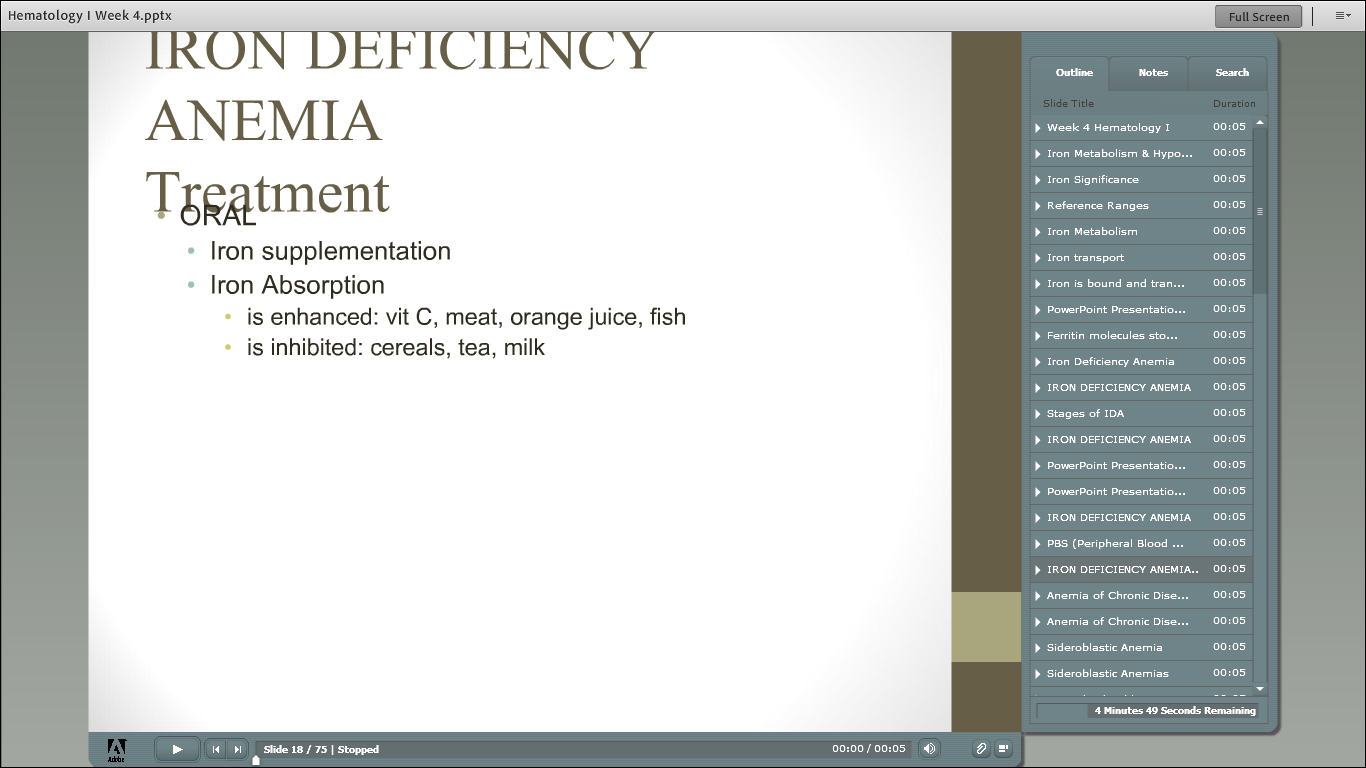 Hematology I Week 4.pptx
Full Screen
IRON DEFICIENCY
ANEMIA
Treatment
• ORAL
• Iron supplementation
• Iron Absorption
• is enhanced: vit C, meat, orange juice, fish
• is inhibited: cereals, tea, milk
Outline Notes Search
Slide Title Duration
Week 4 Hematology I 00:05
Iron Metabolism & Hypo... 00:05
Iron Significance 00:05
Reference Ranges 00:05
Iron Metabolism 00:05
Iron transport 00:05
Iron is bound and tran... 00:05
PowerPoint Presentatio... 00:05
Ferritin molecules sto... 00:05
Iron Deficiency Anemia 00:05
IRON DEFICIENCY ANEMIA 00:05
Stages of IDA 00:05
IRON DEFICIENCY ANEMIA 00:05
PowerPoint Presentatio... 00:05
PowerPoint Presentatio... 00:05
IRON DEFICIENCY ANEMIA 00:05
PBS (Peripheral Blood ... 00:05
IRON DEFICIENCY ANEMIA.. 00:05
Anemia of Chronic Dise... 00:05
Anemia of Chronic Dise... 00:05
Sideroblastic Anemia 00:05
Sideroblastic Anemias 00:05
4 Minutes 49 Seconds Remaining
Adobe
Slide 18 / 75 | Stopped
00:00 / 00:05